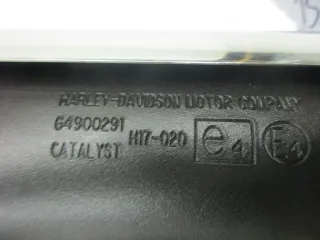 HARLEY-DAVIDSON MOTOR COMPANY
64900291
CATALYST H17-020 e4 E4